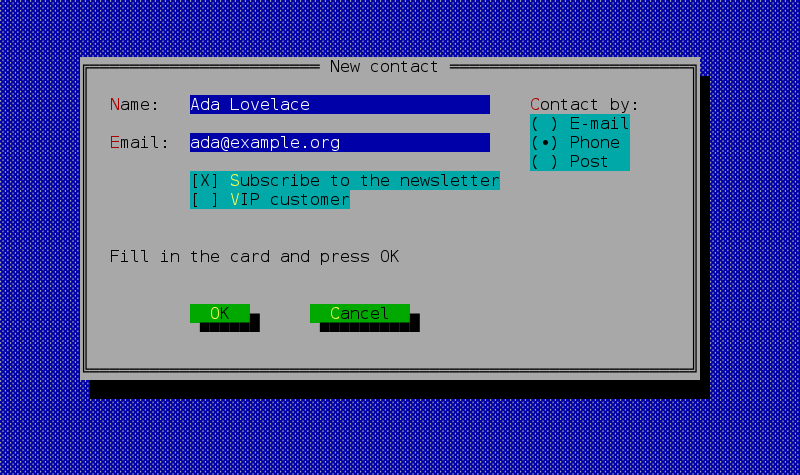 New contact
Name: Ada Lovelace Contact by:
( ) E-mail
Email: ada@example.org (•) Phone
( ) Post
[X] Subscribe to the newsletter
[ ] VIP customer
Fill in the card and press OK
OK Cancel